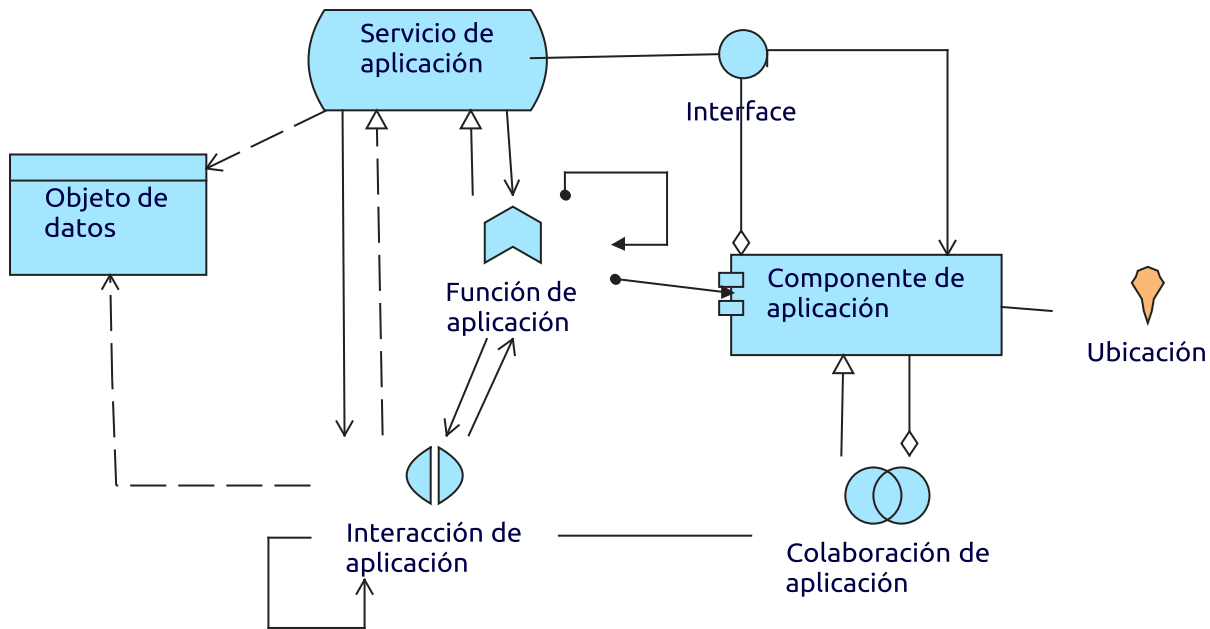 Servicio de
aplicación
Interface
Objeto de
datos
Función de
aplicación
Componente de
aplicación
Ubicación
Interacción de
aplicación
Colaboración de
aplicación